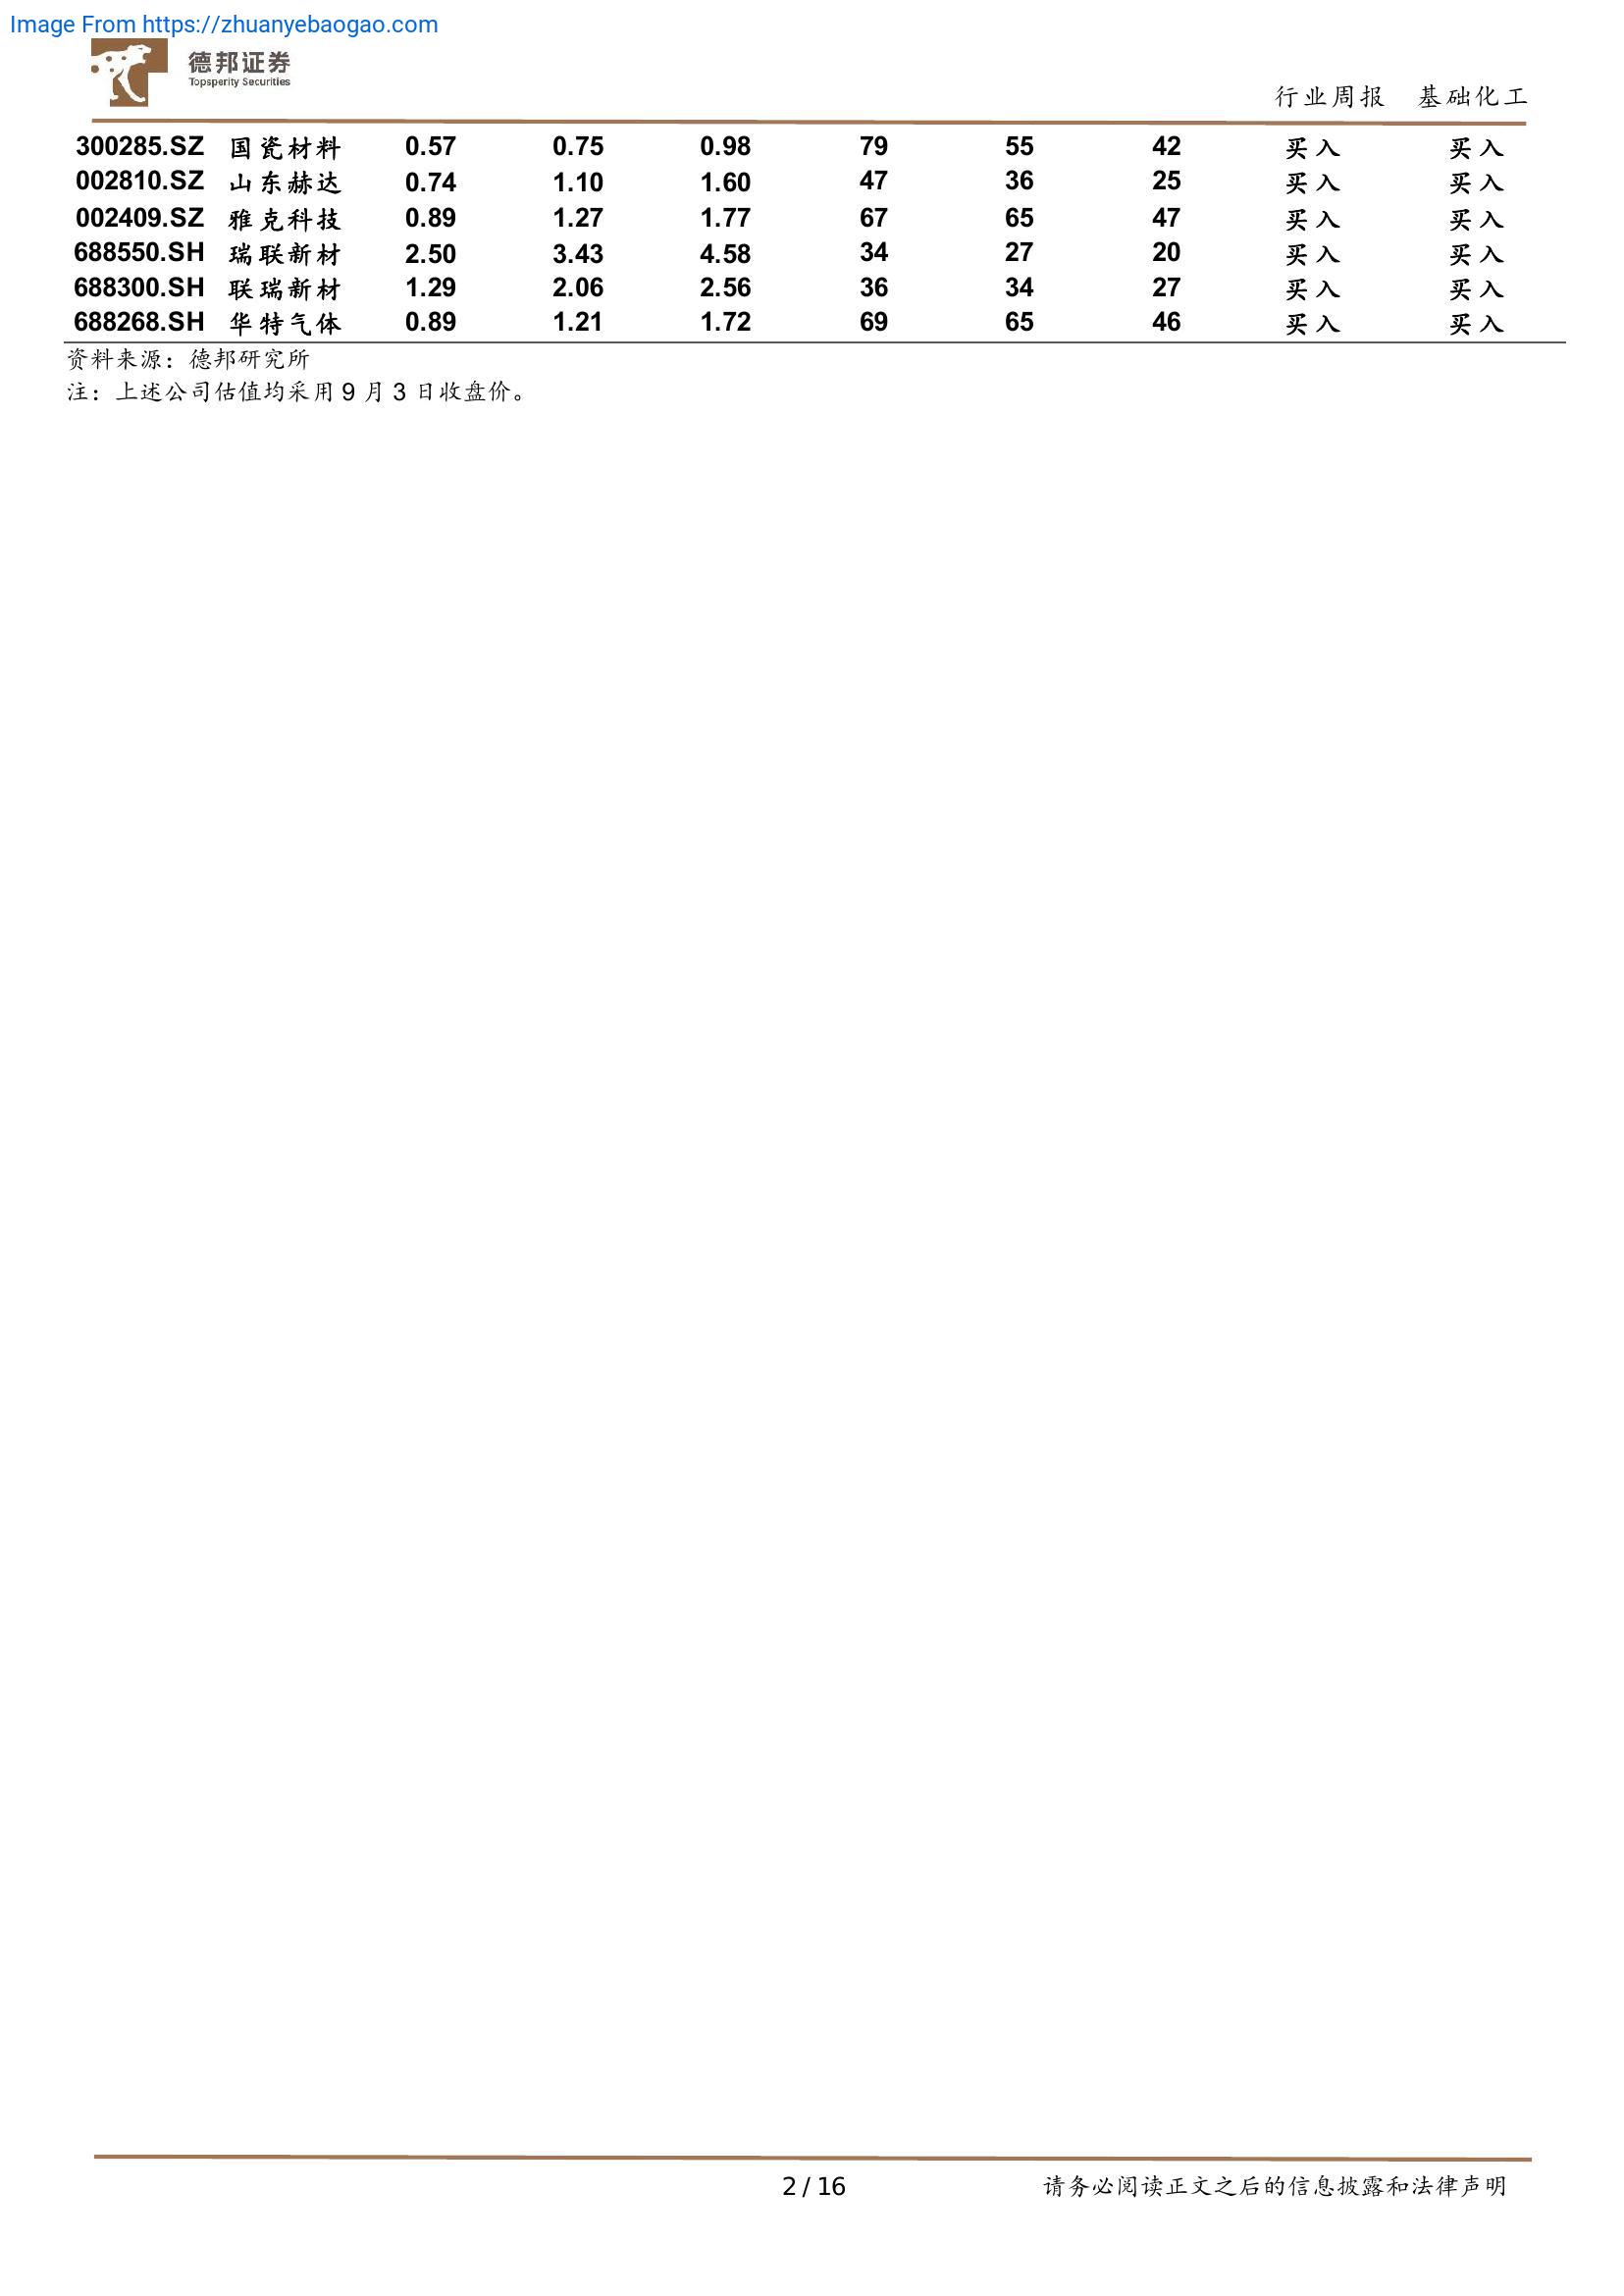 Image From https://zhuanyebaogao.com
德邦证券
Topsperity Securities
行业周报 基础化工
300285.SZ 国瓷材料 0.57 0.75 0.98 79 55 42 买入 买入
002810.SZ 山东赫达 0.74 1.10 1.60 47 36 25 买入 买入
002409.SZ 雅克科技 0.89 1.27 1.77 67 65 47 买入 买入
688550.SH 瑞联新材 2.50 3.43 4.58 34 27 20 买入 买入
688300.SH 联瑞新材 1.29 2.06 2.56 36 34 27 买入 买入
688268.SH 华特气体 0.89 1.21 1.72 69 65 46 买入 买入
资料来源：德邦研究所
注：上述公司估值均采用 9 月 3 日收盘价。
2 / 16 请务必阅读正文之后的信息披露和法律声明